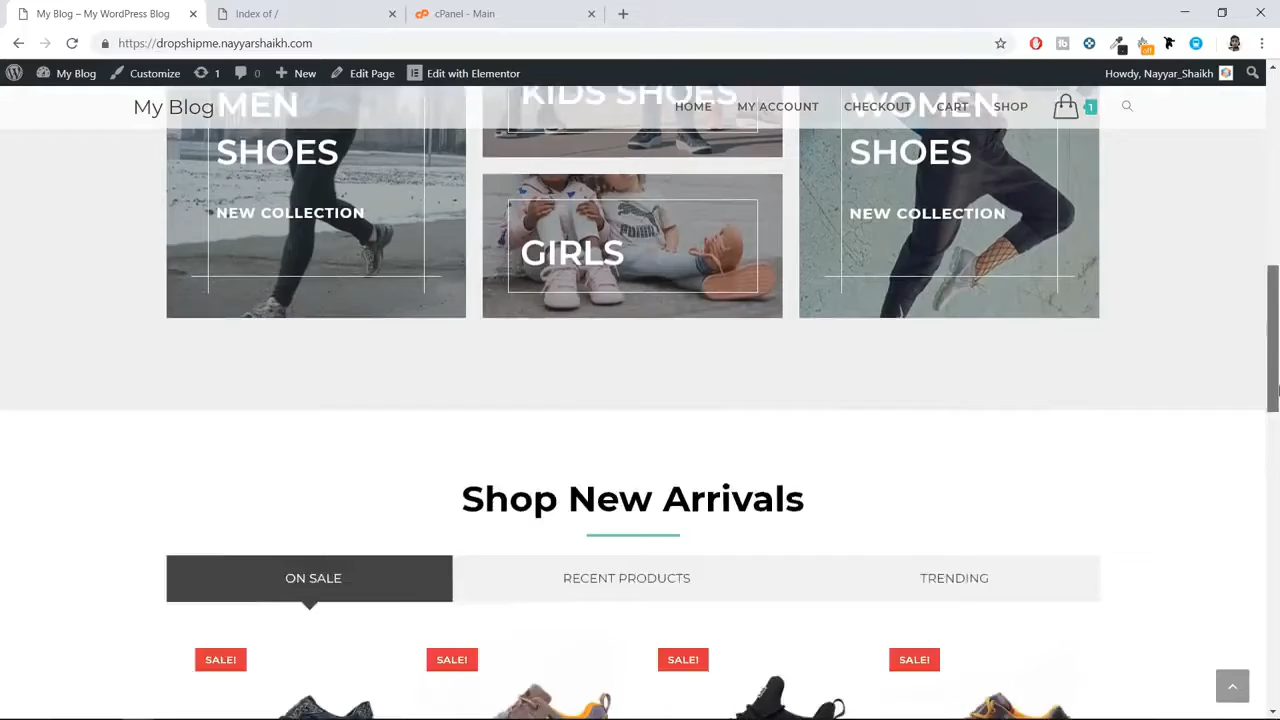 My Blog – My WordPress Blog
Index of /
cPanel - Main
https://dropshipme.nayyarshaikh.com
My Blog
Customize
1
0
New
Edit Page
Edit with Elementor
Howdy, Nayyar_Shaikh
My Blog
HOME
MY ACCOUNT
CHECKOUT
CART
SHOP
1
MEN
SHOES
NEW COLLECTION
KIDS SHOES
GIRLS
WOMEN
SHOES
NEW COLLECTION
Shop New Arrivals
ON SALE
RECENT PRODUCTS
TRENDING
SALE!
SALE!
SALE!
SALE!